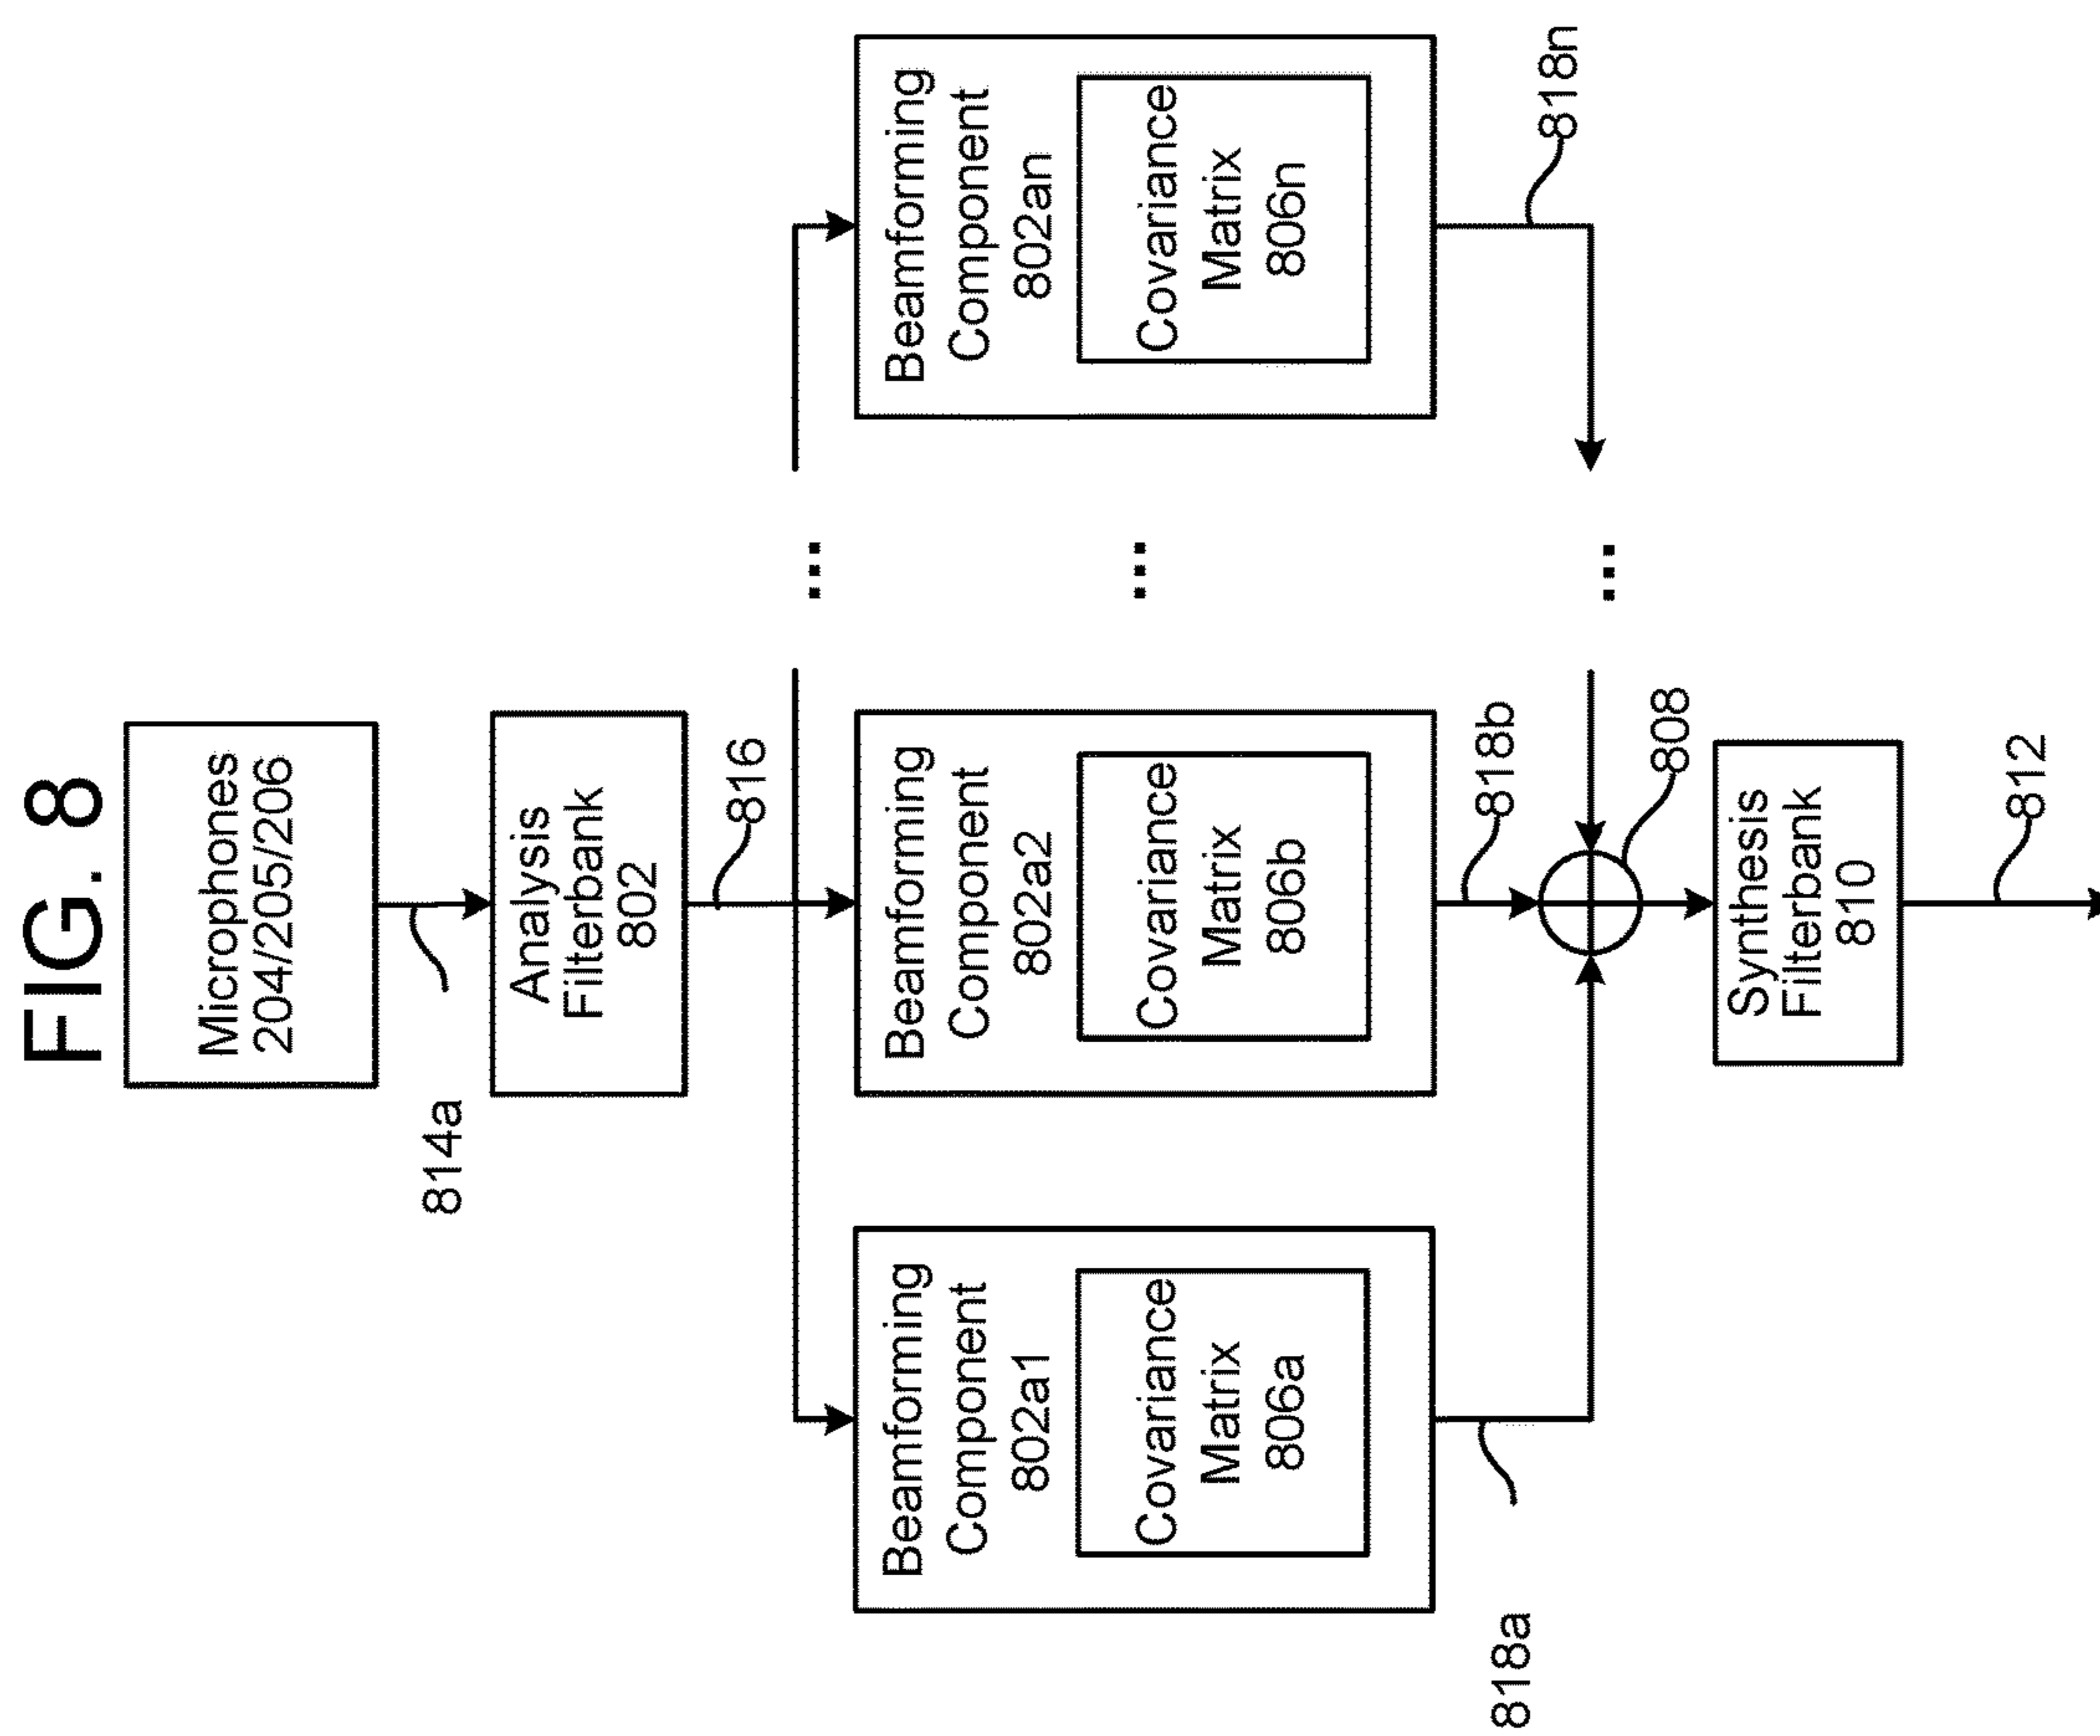 FIG. 8
Microphones
204/205/206
814a
Analysis
Filterbank
802
816
Beamforming
Component
802a1
Covariance
Matrix
806a
Beamforming
Component
802a2
Covariance
Matrix
806b
...
...
...
Beamforming
Component
802an
Covariance
Matrix
806n
818a
818b
818n
808
Synthesis
Filterbank
810
812